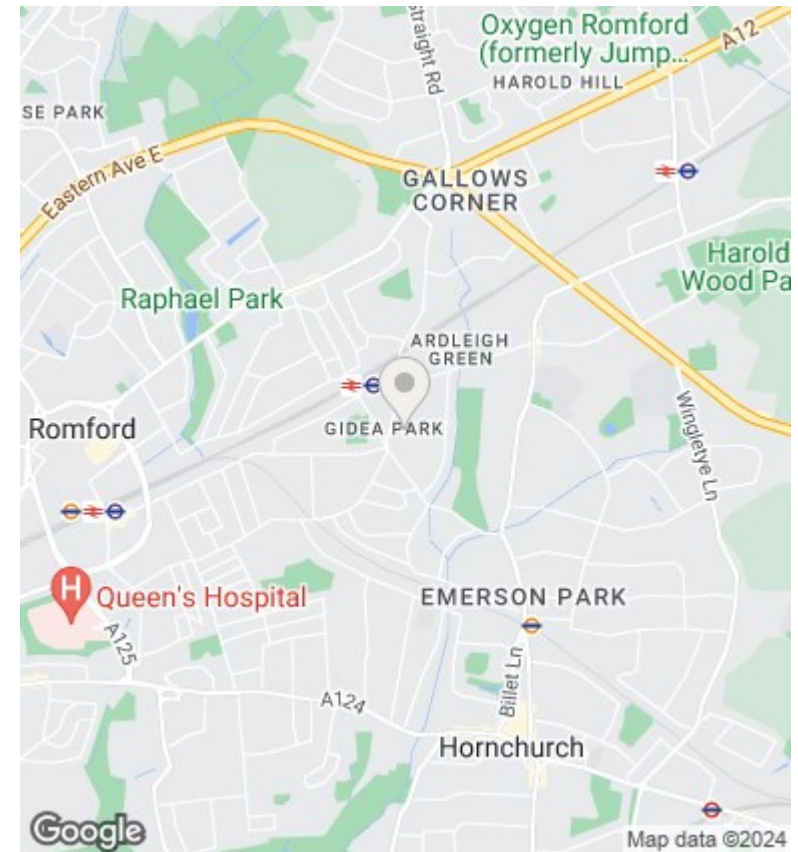 Straight Rd
Oxygen Romford
(formerly Jump...
A12
HAROLD HILL
SE PARK
Eastern Ave E
GALLOWS
CORNER
Harold
Wood Pa
Raphael Park
ARDLEIGH
GREEN
Romford
GIDEA PARK
Wingletye Ln
H
Queen's Hospital
EMERSON PARK
A125
Billet Ln
A124
Hornchurch
Google
Map data ©2024